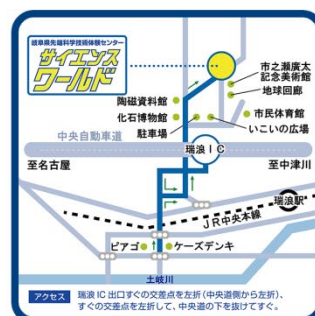 岐阜県先端科学技術体験センター
サイエンス
ワールド
市之瀬廣太
記念美術館
地球回廊
陶磁資料館
化石博物館
市民体育館
駐車場
いこいの広場
中央自動車道
瑞浪IC
至名古屋
至中津川
瑞浪駅
JR中央本線
ピアゴ
ケーズデンキ
土岐川
アクセス 瑞浪IC出口すぐの交差点を左折(中央道側から左折)、
すぐの交差点を左折して、中央道の下を抜けてすぐ。